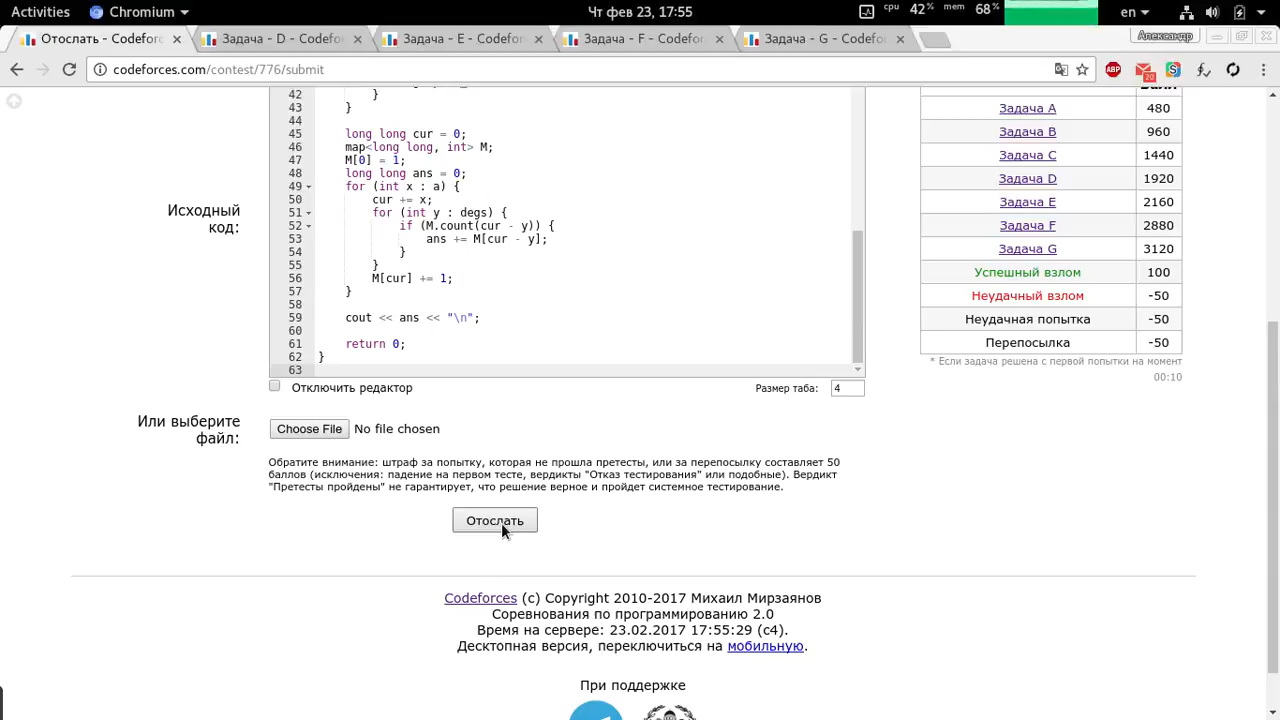 Activities Chromium Чт фев 23, 17:55 cpu 42% mem 68% en
Отослать - Codeforc Задача - D - Codefor Задача - E - Codefor Задача - F - Codefor Задача - G - Codefor Александр
codeforces.com/contest/776/submit ABP 20
Исходный код:
42 }
43 }
44
45 long long cur = 0;
46 map<long long, int> M;
47 M[0] = 1;
48 long long ans = 0;
49 for (int x : a) {
50 cur += x;
51 for (int y : degs) {
52 if (M.count(cur - y)) {
53 ans += M[cur - y];
54 }
55 }
56 M[cur] += 1;
57 }
58
59 cout << ans << "\n";
60
61 return 0;
62 }
63
Отключить редактор Размер таба: 4
Или выберите файл:
Choose File No file chosen
Обратите внимание: штраф за попытку, которая не прошла претесты, или за перепосылку составляет 50
баллов (исключения: падение на первом тесте, вердикты "Отказ тестирования" или подобные). Вердикт
"Претесты пройдены" не гарантирует, что решение верное и пройдет системное тестирование.
Отослать
Задача A 480
Задача B 960
Задача C 1440
Задача D 1920
Задача E 2160
Задача F 2880
Задача G 3120
Успешный взлом 100
Неудачный взлом -50
Неудачная попытка -50
Перепосылка -50
* Если задача решена с первой попытки на момент
00:10
Codeforces (c) Copyright 2010-2017 Михаил Мирзаянов
Соревнования по программированию 2.0
Время на сервере: 23.02.2017 17:55:29 (c4).
Десктопная версия, переключиться на мобильную.
При поддержке